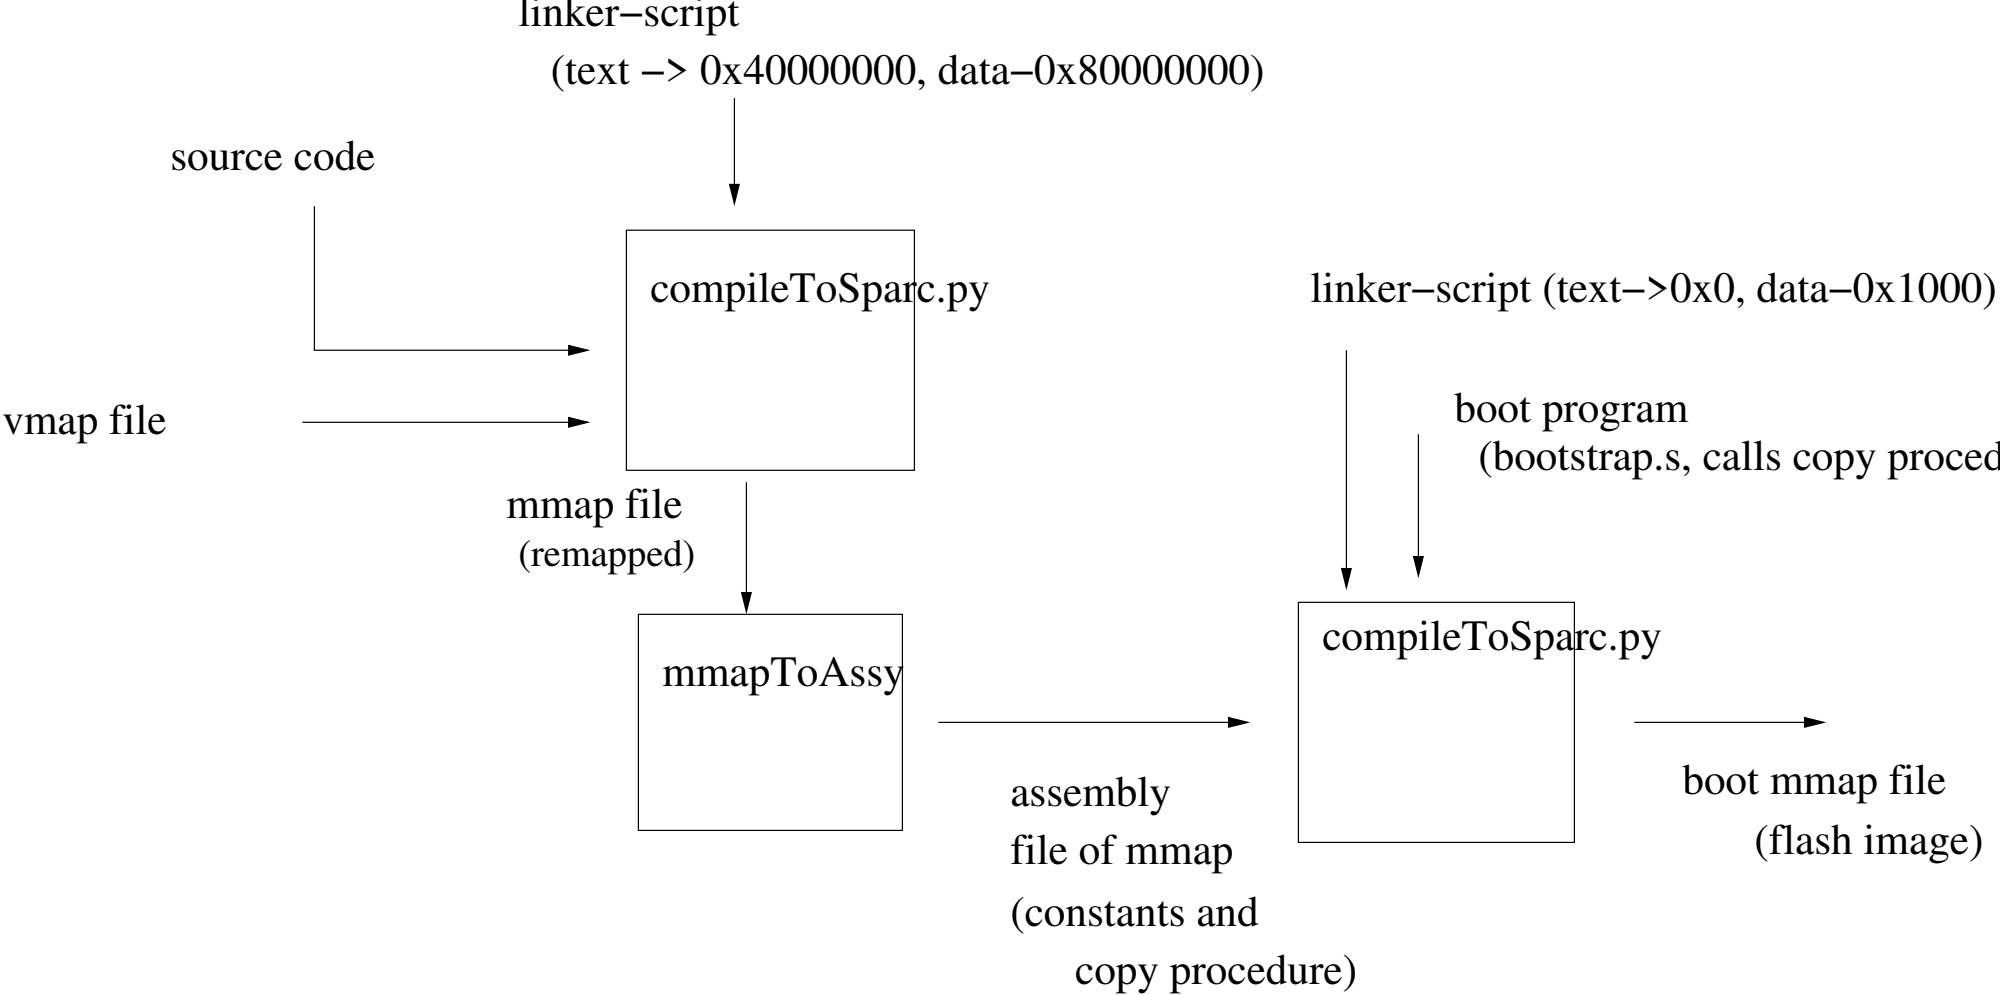 linker−script
(text −> 0x40000000, data−0x80000000)
source code
compileToSparc.py
vmap file
mmap file
(remapped)
mmapToAssy
linker−script (text−>0x0, data−0x1000)
boot program
(bootstrap.s, calls copy
compileToSparc.py
assembly
file of mmap
(constants and
copy procedure)
boot mmap file
(flash image)